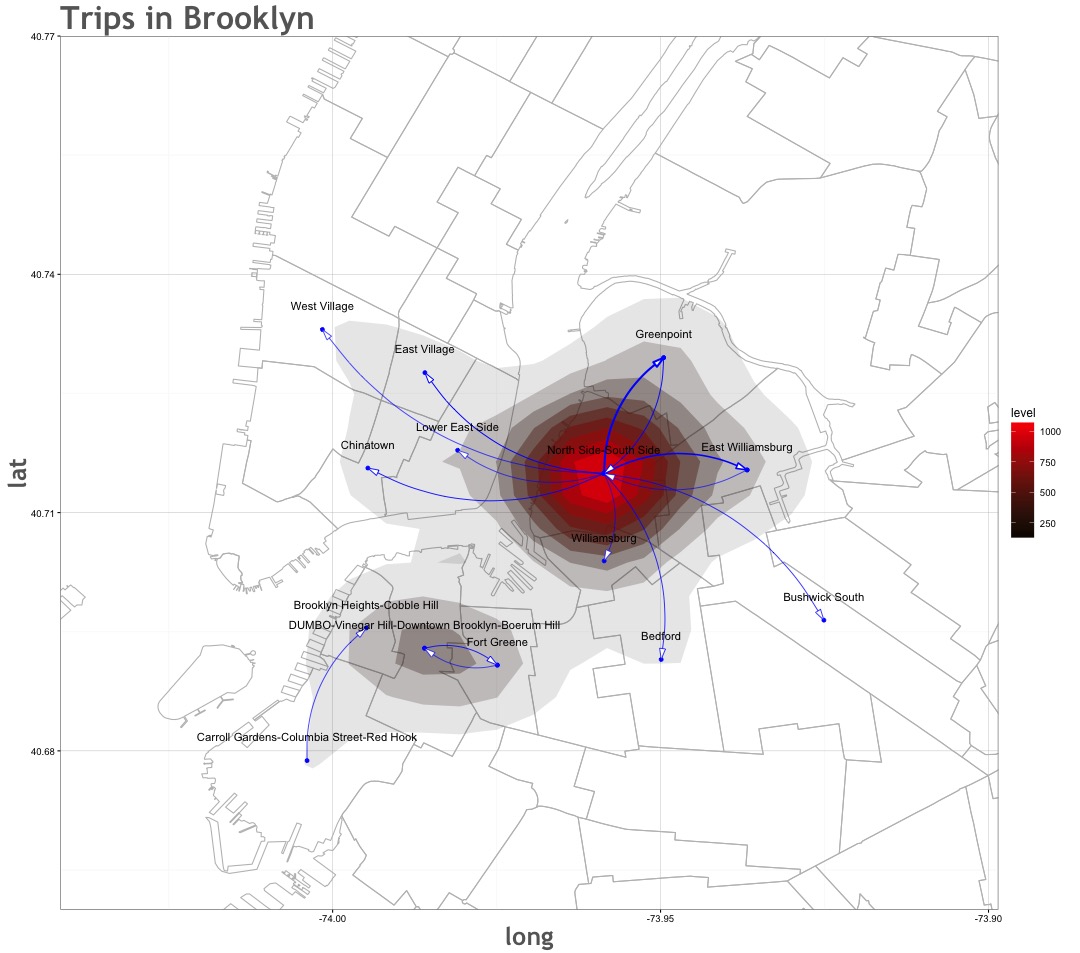 Trips in Brooklyn
40.77
West Village
Greenpoint
East Village
40.74
Lower East Side
Chinatown
North Side-South Side
East Williamsburg
level
1000
750
500
250
lat
40.71
Williamsburg
Bushwick South
Brooklyn Heights-Cobble Hill
DUMBO-Vinegar Hill-Downtown Brooklyn-Boerum Hill
Fort Greene
Bedford
Carroll Gardens-Columbia Street-Red Hook
40.68
-74.00
-73.95
-73.90
long